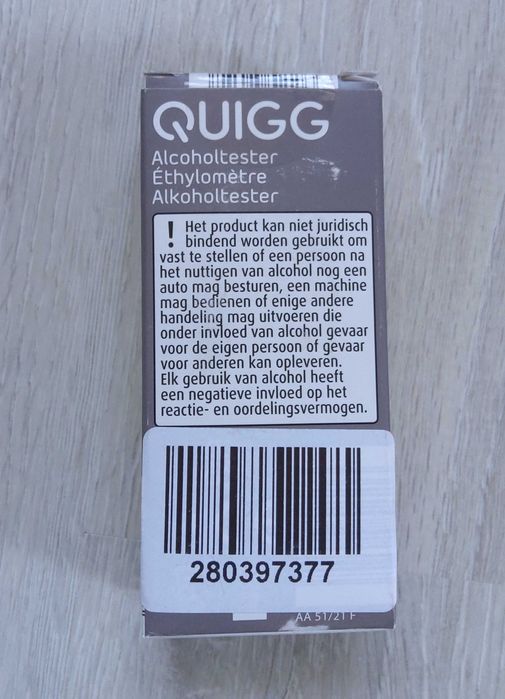 QUIGG
Alcoholtester
Éthylomètre
Alkoholtester
! Het product kan niet juridisch
bindend worden gebruikt om
vast te stellen of een persoon na
het nuttigen van alcohol nog een
auto mag besturen, een machine
mag bedienen of enige andere
handeling mag uitvoeren die
onder invloed van alcohol gevaar
voor de eigen persoon of gevaar
voor anderen kan opleveren.
Elk gebruik van alcohol heeft
een negatieve invloed op het
reactie- en oordelingsvermogen.
280397377
AA 51/21 F